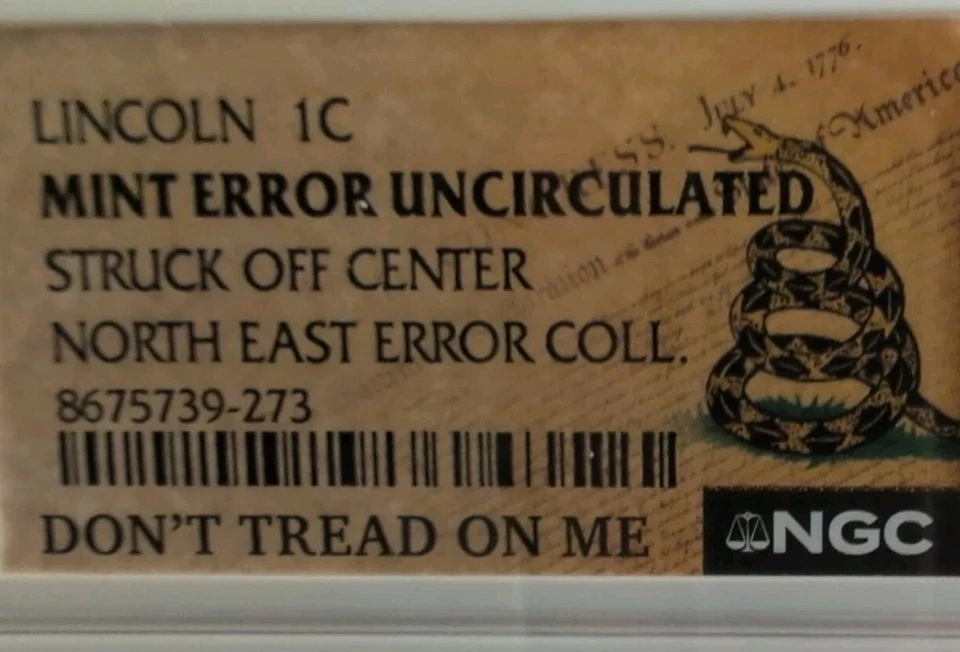 LINCOLN 1C
MINT ERROR UNCIRCULATED
STRUCK OFF CENTER
NORTH EAST ERROR COLL.
8675739-273
DON'T TREAD ON ME
NGC
JULY 4. 1776.
of America